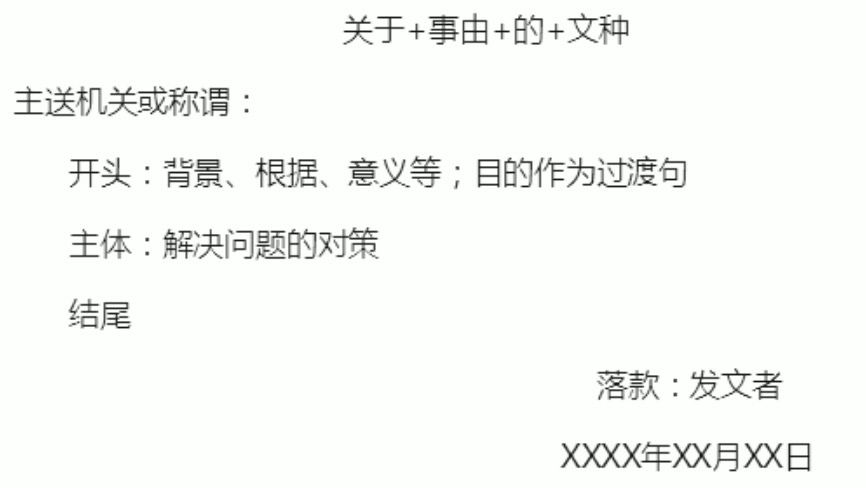 关于+事由+的+文种
主送机关或称谓：
开头：背景、根据、意义等；目的作为过渡句
主体：解决问题的对策
结尾
落款：发文者
XXXX年XX月XX日